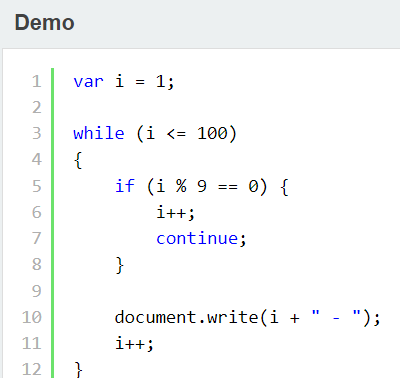 Demo
1 var i = 1;
2
3 while (i <= 100)
4 {
5     if (i % 9 == 0) {
6         i++;
7         continue;
8     }
9
10     document.write(i + " - ");
11     i++;
12 }